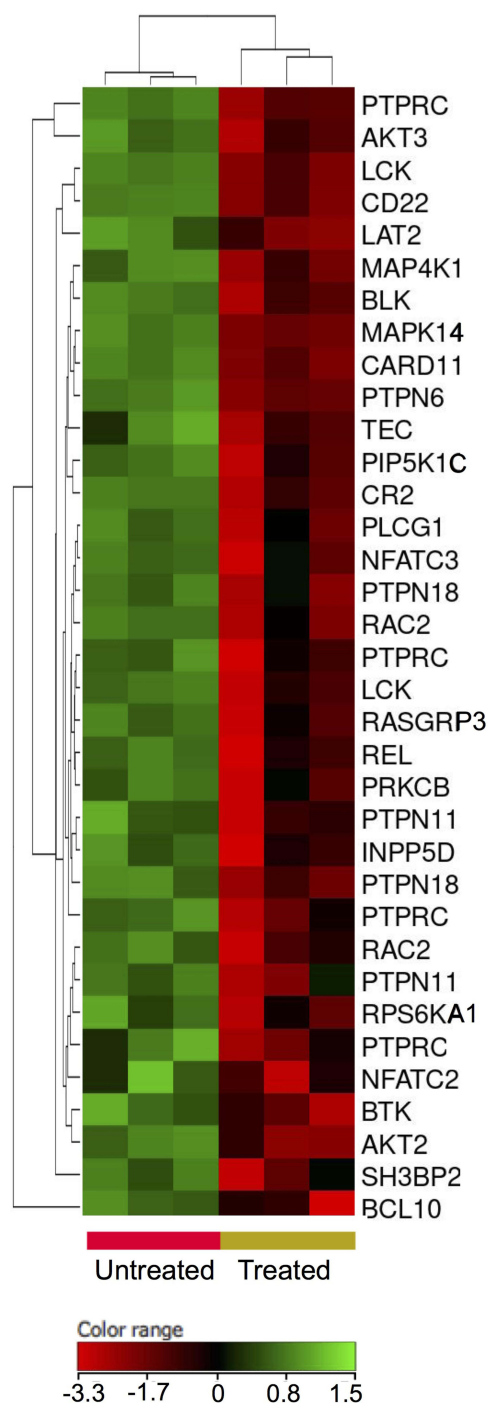 PTPRC
AKT3
LCK
CD22
LAT2
MAP4K1
BLK
MAPK14
CARD11
PTPN6
TEC
PIP5K1C
CR2
PLCG1
NFATC3
PTPN18
RAC2
PTPRC
LCK
RASGRP3
REL
PRKCB
PTPN11
INPP5D
PTPN18
PTPRC
RAC2
PTPN11
RPS6KA1
PTPRC
NFATC2
BTK
AKT2
SH3BP2
BCL10
Untreated Treated
Color range
-3.3 -1.7 0 0.8 1.5